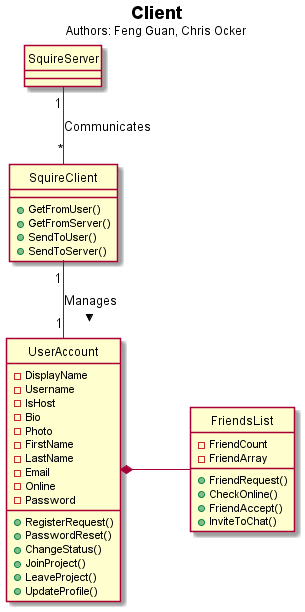 Client
Authors: Feng Guan, Chris Ocker
SquireServer
1
Communicates
*
SquireClient
GetFromUser()
GetFromServer()
SendToUser()
SendToServer()
1
Manages
1
UserAccount
DisplayName
Username
IsHost
Bio
Photo
FirstName
LastName
Email
Online
Password
RegisterRequest()
PasswordReset()
ChangeStatus()
JoinProject()
LeaveProject()
UpdateProfile()
FriendsList
FriendCount
FriendArray
FriendRequest()
CheckOnline()
FriendAccept()
InviteToChat()